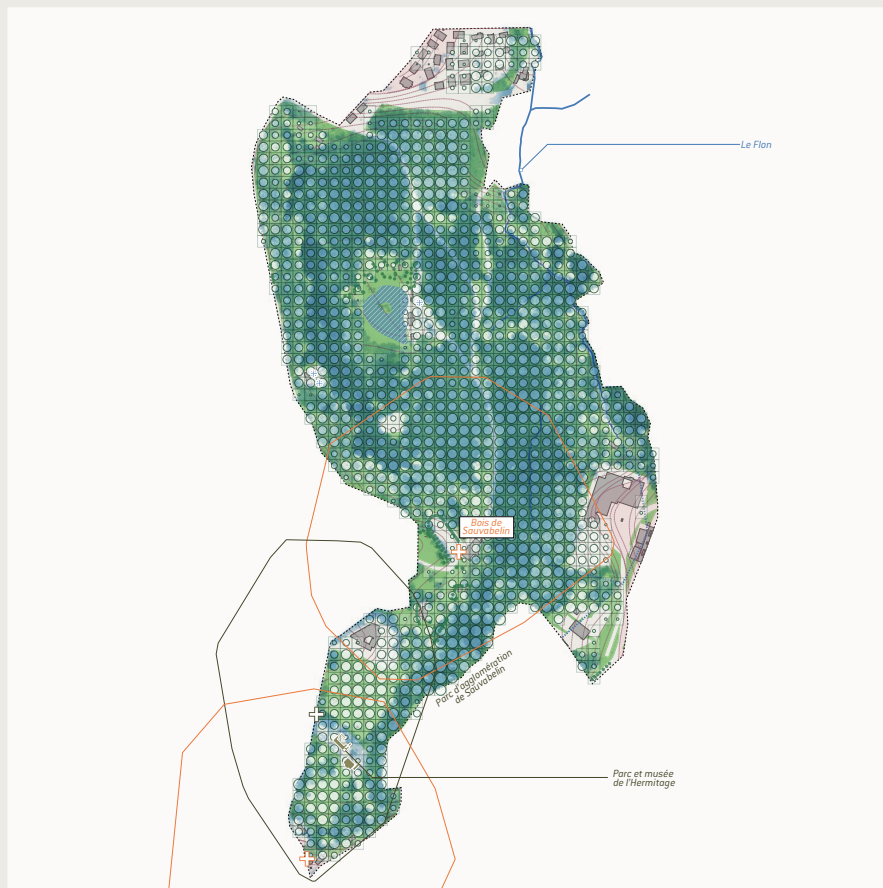 Le Flon
Bois de
Sauvabelin
Parc d'agglomération
de Sauvabelin
Parc et musée
de l'Hermitage